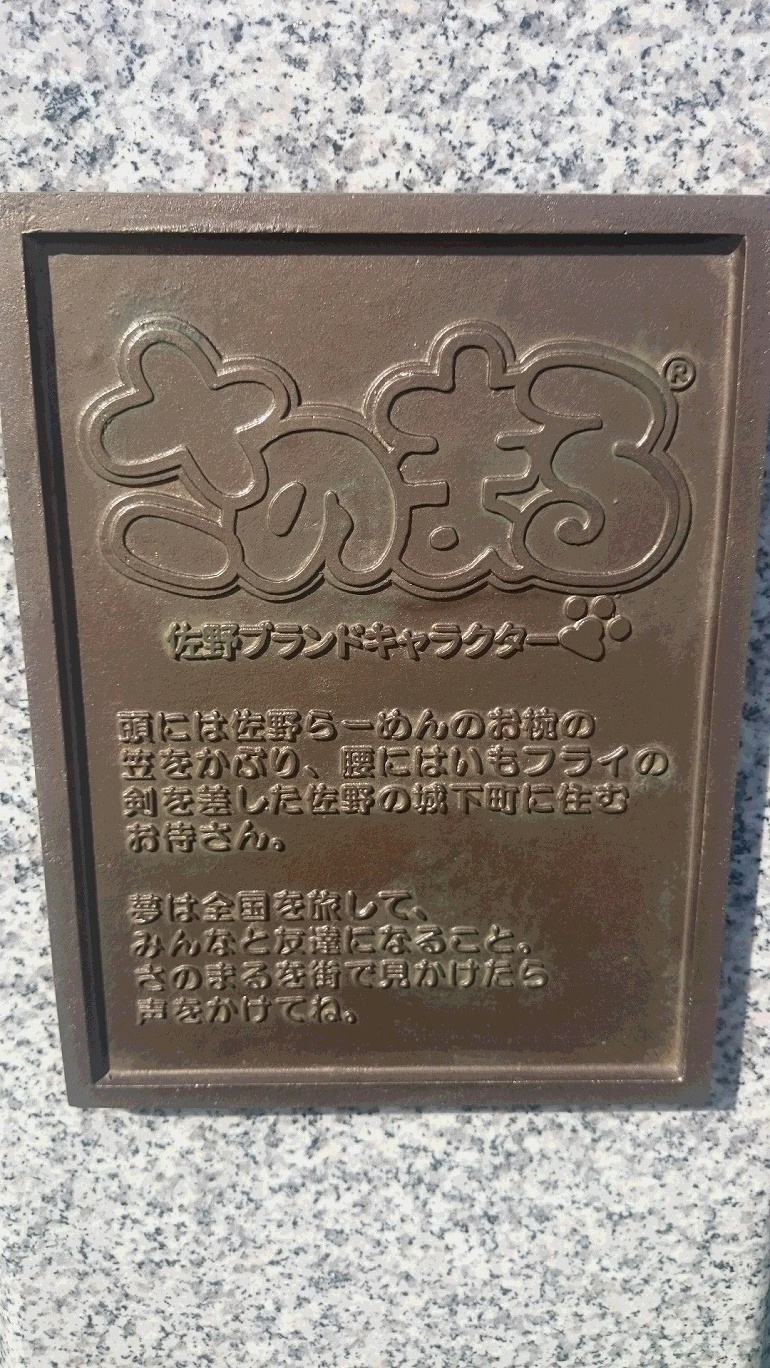 さのまる®
佐野ブランドキャラクター
頭には佐野らーめんのお椀の
笠をかぶり、腰にはいもフライの
剣を差した佐野の城下町に住む
お侍さん。
夢は全国を旅して、
みんなと友達になること。
さのまるを街で見かけたら
声をかけてね。